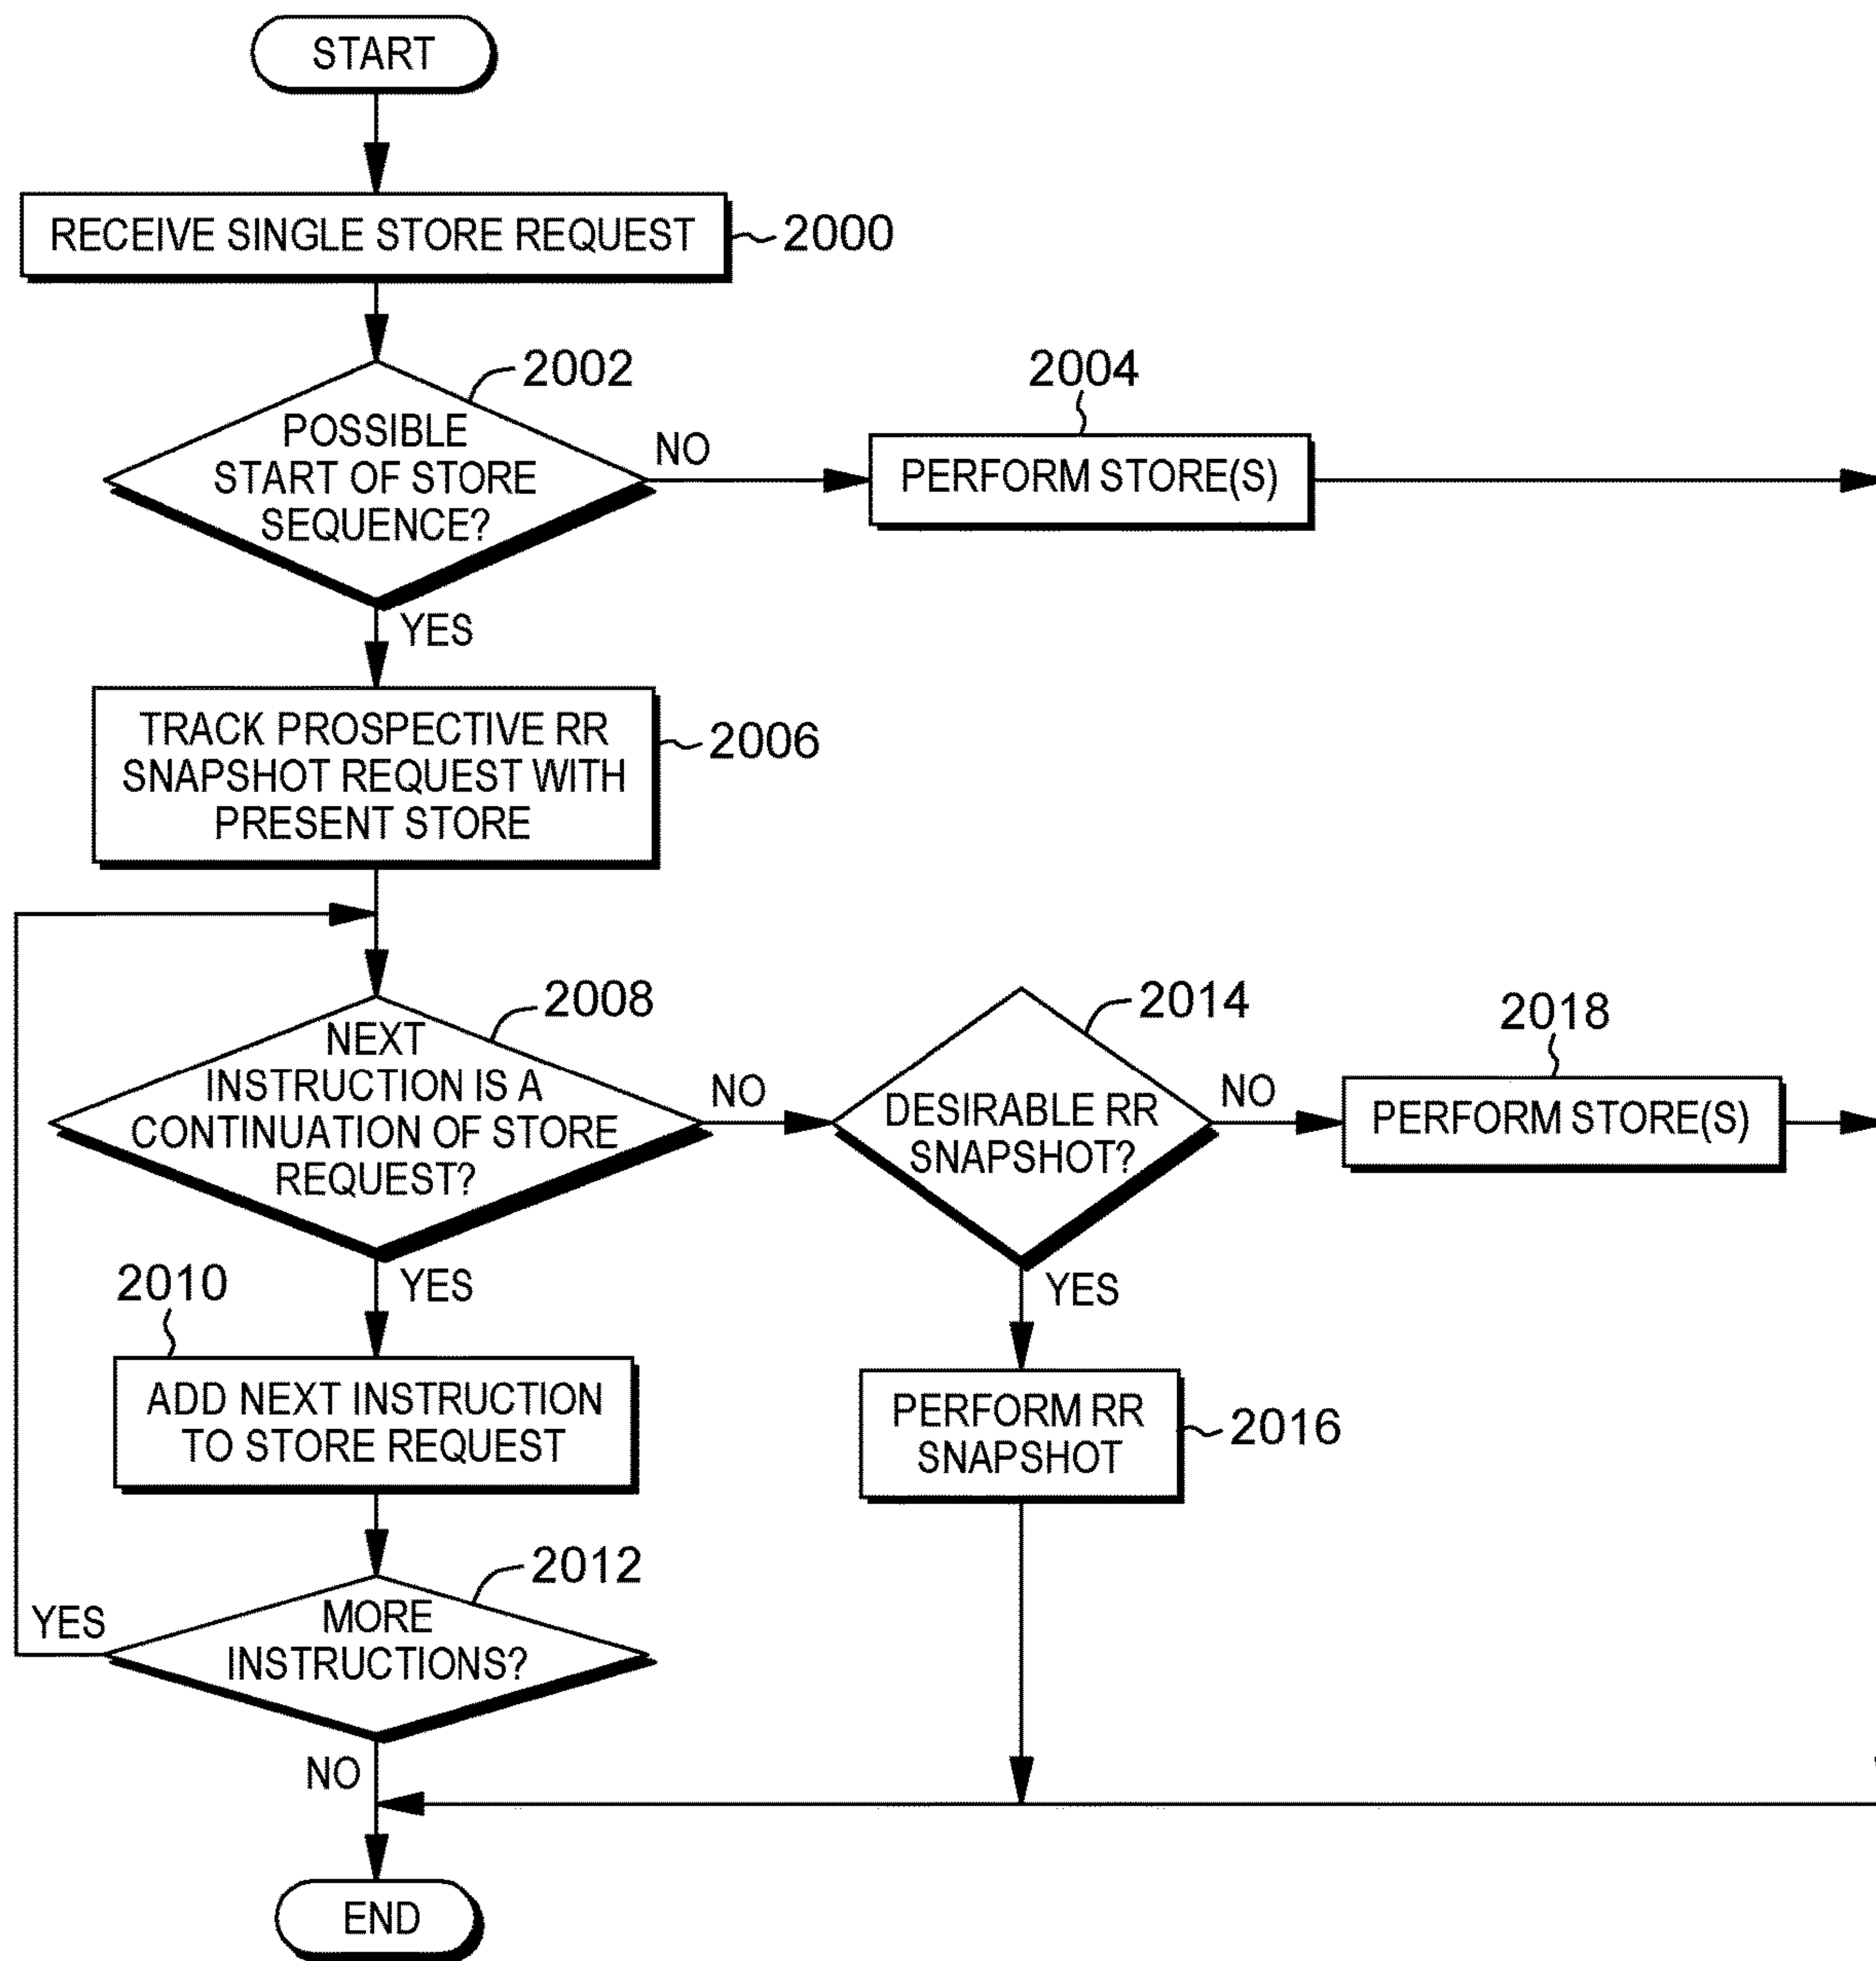 START
RECEIVE SINGLE STORE REQUEST
2000
2002
POSSIBLE
START OF STORE
SEQUENCE?
NO
2004
PERFORM STORE(S)
YES
TRACK PROSPECTIVE RR
SNAPSHOT REQUEST WITH
PRESENT STORE
2006
2008
NEXT
INSTRUCTION IS A
CONTINUATION OF STORE
REQUEST?
NO
2014
DESIRABLE RR
SNAPSHOT?
NO
2018
PERFORM STORE(S)
YES
2010
ADD NEXT INSTRUCTION
TO STORE REQUEST
YES
PERFORM RR
SNAPSHOT
2016
2012
MORE
INSTRUCTIONS?
YES
NO
END